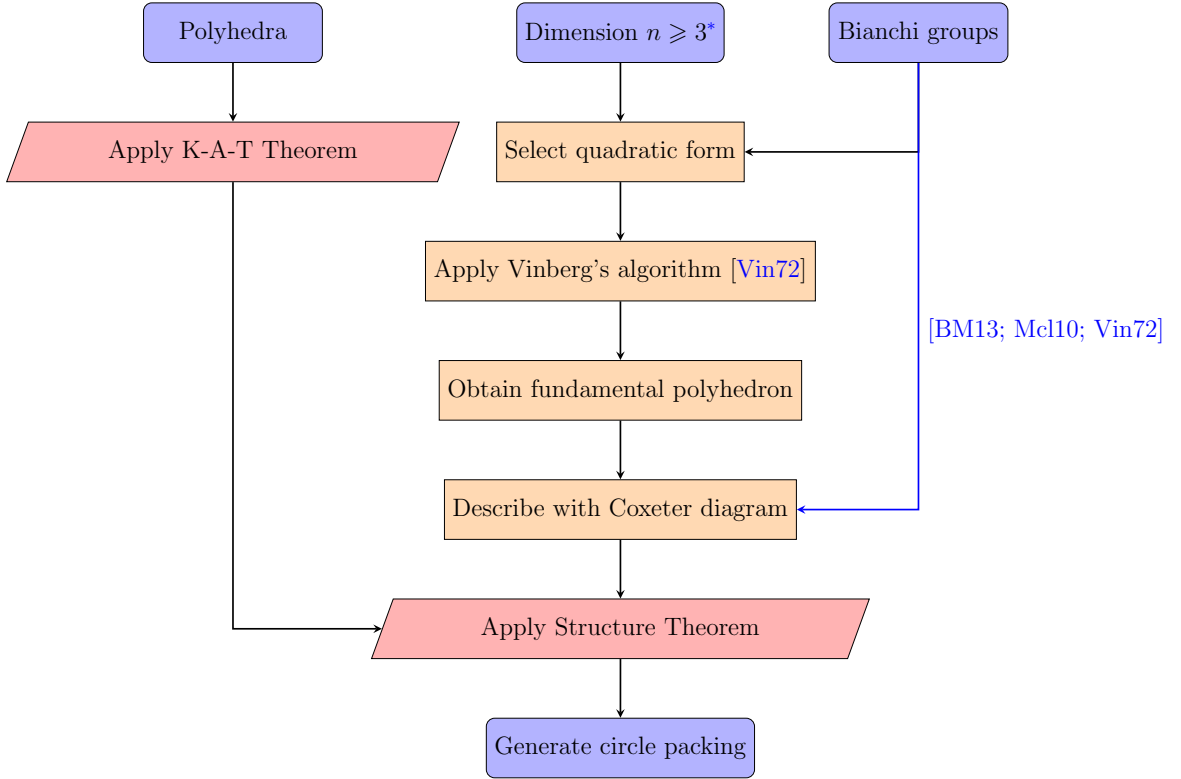 Polyhedra
Dimension n ⩾ 3*
Bianchi groups
Apply K-A-T Theorem
Select quadratic form
Apply Vinberg's algorithm [Vin72]
[BM13; Mcl10; Vin72]
Obtain fundamental polyhedron
Describe with Coxeter diagram
Apply Structure Theorem
Generate circle packing